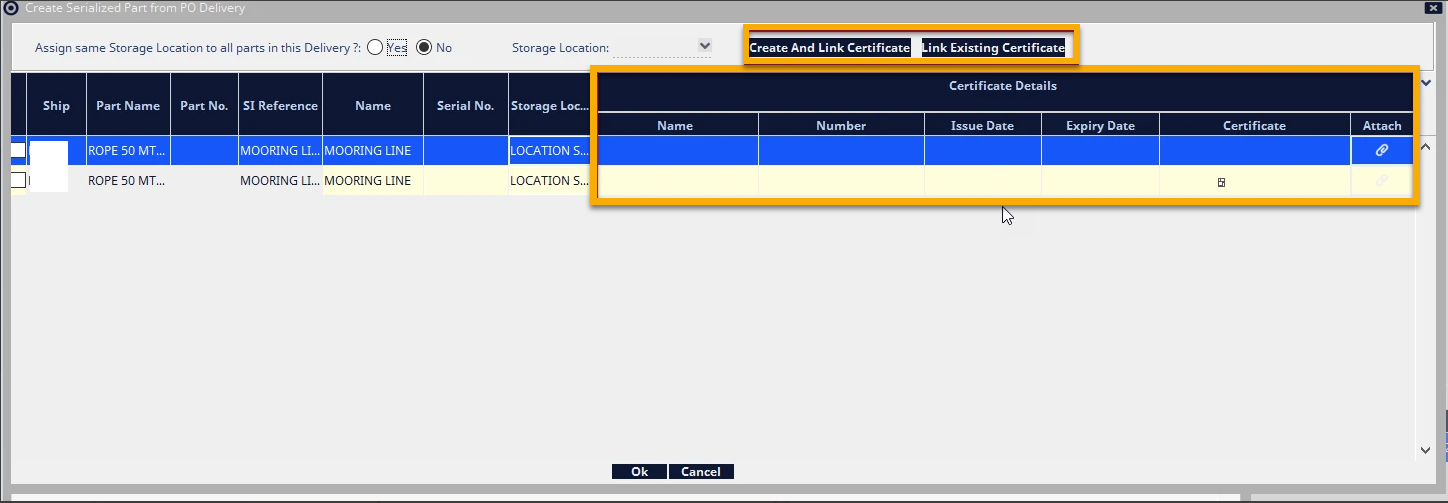 Create Serialized Part from PO Delivery
Assign same Storage Location to all parts in this Delivery ?: Yes No Storage Location: Create And Link Certificate Link Existing Certificate
Certificate Details
Ship Part Name Part No. SI Reference Name Serial No. Storage Loc...
Name Number Issue Date Expiry Date Certificate Attach
ROPE 50 MT... MOORING LI... MOORING LINE LOCATION S...
ROPE 50 MT... MOORING LI... MOORING LINE LOCATION S...
Ok Cancel